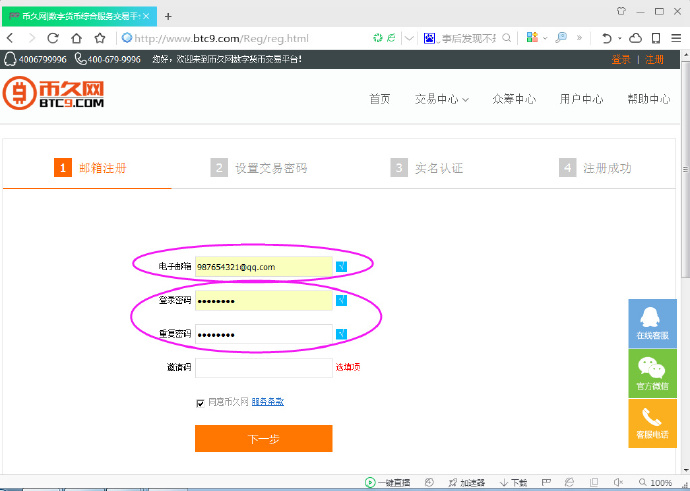 币久网|数字货币综合服务交易平
http://www.btc9.com/Reg/reg.html
事后发现不是
4006799996 400-679-9996 您好，欢迎来到币久网数字货币交易平台!
登录 | 注册
币久网
BTC9.COM
首页 交易中心 众筹中心 用户中心 帮助中心
1 邮箱注册 2 设置交易密码 3 实名认证 4 注册成功
电子邮箱 987654321@qq.com √
登录密码 ●●●●●●●● √
重复密码 ●●●●●●●● √
邀请码 选填项
同意币久网 服务条款
下一步
在线客服
官方微信
客服电话
一键直播 加速器 下载 100%